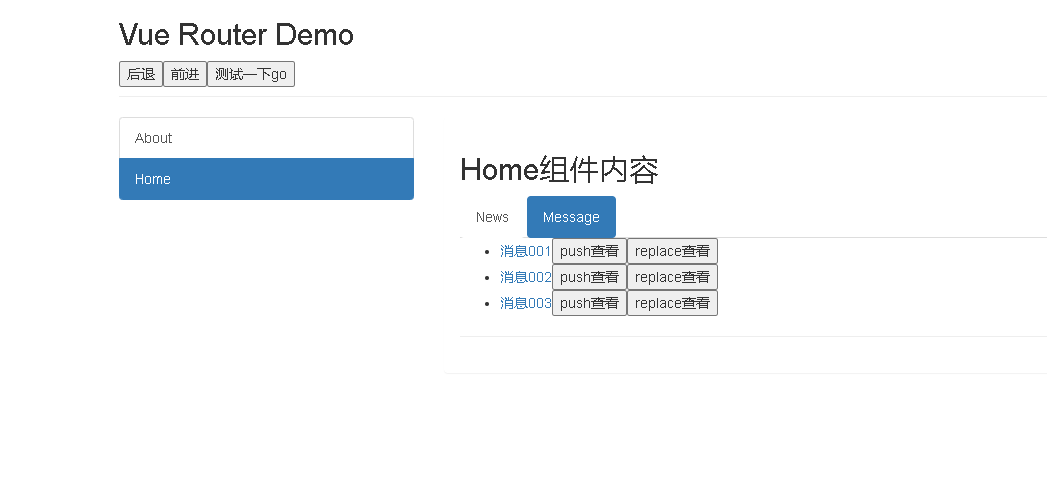 Vue Router Demo
后退 前进 测试一下go
About
Home
Home组件内容
News Message
消息001 push查看 replace查看
消息002 push查看 replace查看
消息003 push查看 replace查看